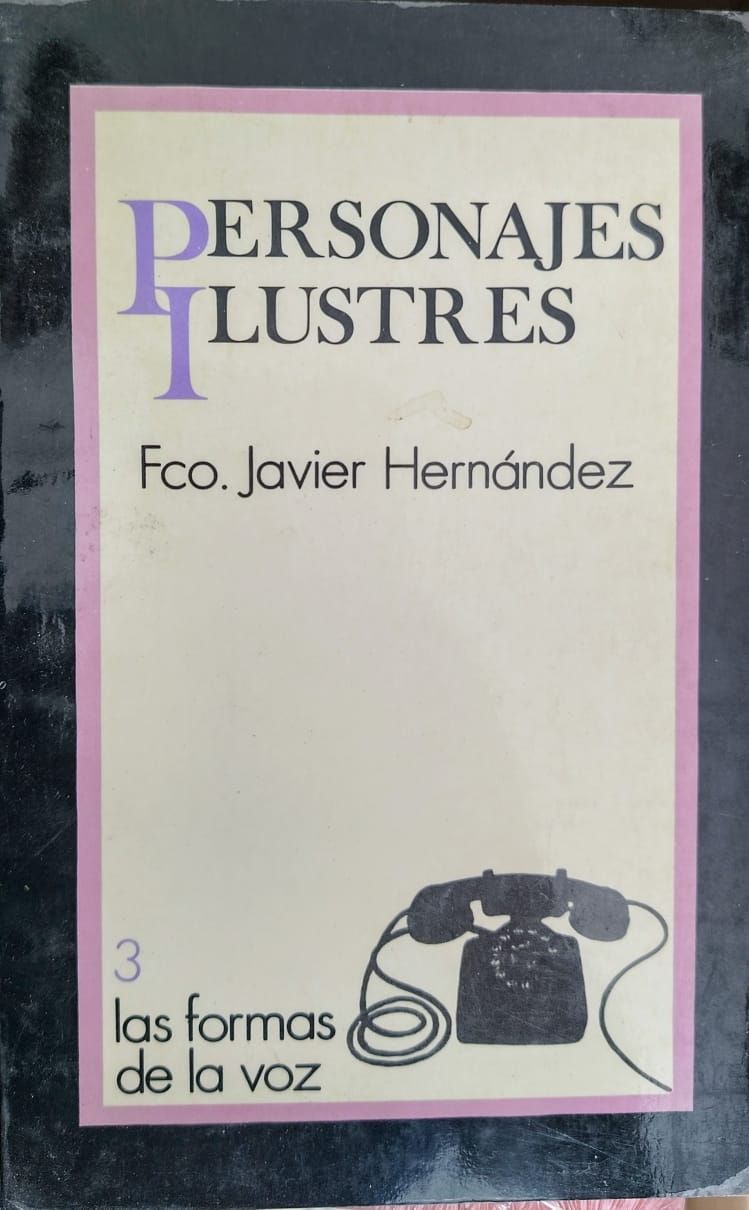 PERSONAJES
ILUSTRES
Fco. Javier Hernández
3
las formas
de la voz